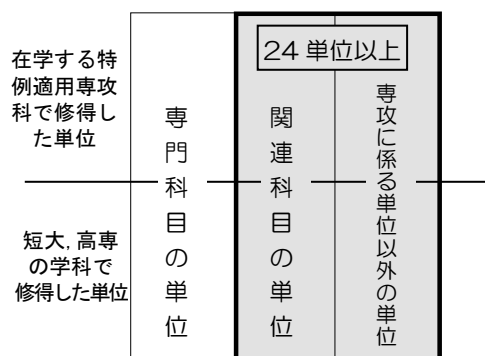 在学する特
例適用専攻
科で修得し
た単位
短大，高専
の学科で
修得した単位
専門科目の単位
24 単位以上
関連科目の単位
専攻に係る単位以外の単位